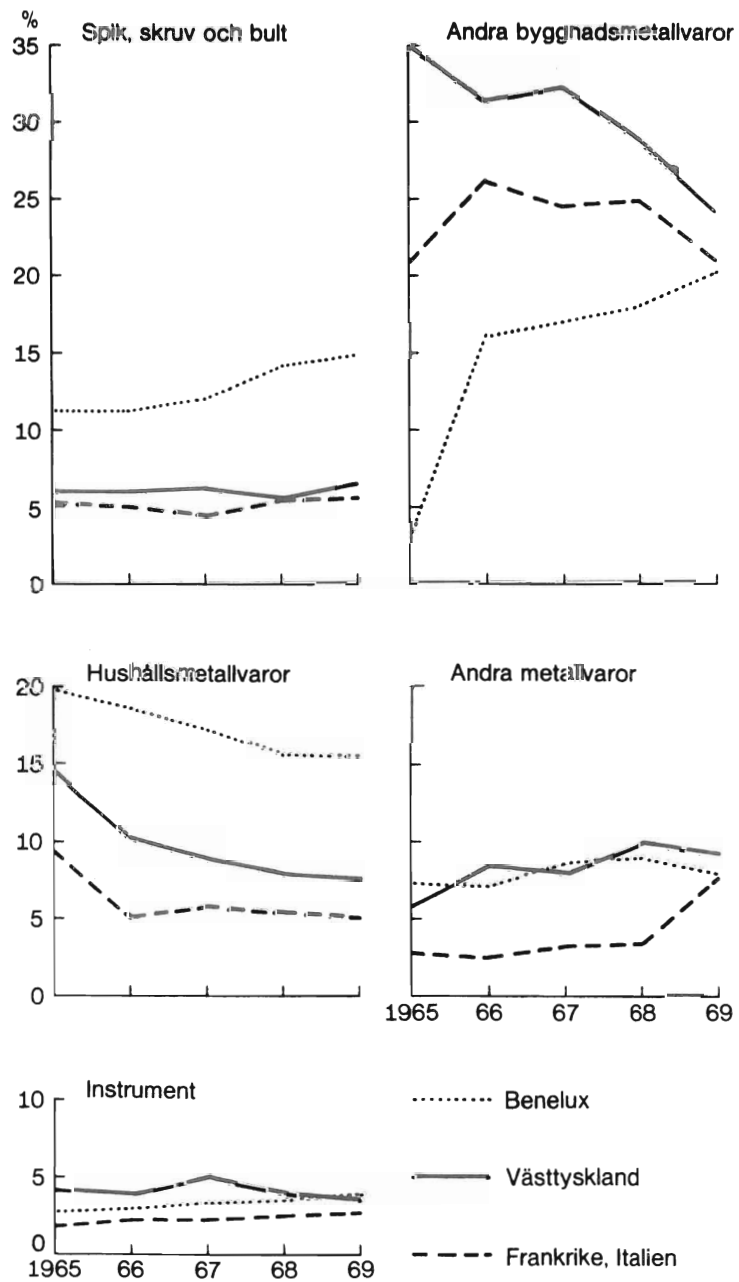 %
Spik, skruv och bult
Andra byggnadsmetallvaror
35
30
25
20
15
10
5
0
Hushållsmetallvaror
Andra metallvaror
20
15
10
5
0
1965 66 67 68 69
Instrument
10
5
0
1965 66 67 68 69
Benelux
Västtyskland
Frankrike, Italien